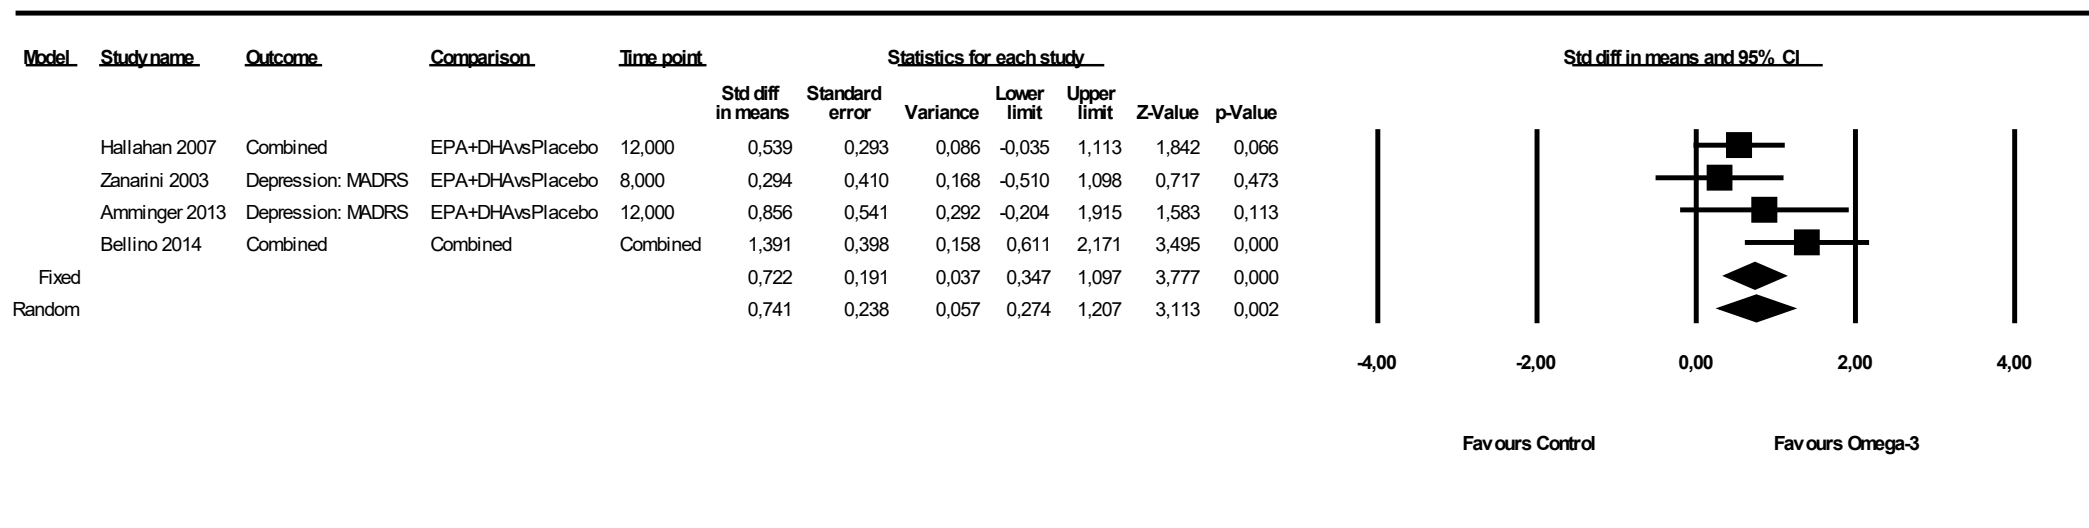 Model Study name Outcome Comparison Time point Statistics for each study Std diff in means and 95% CI
Std diff Standard Lower Upper
in means error Variance limit limit Z-Value p-Value
Hallahan 2007 Combined EPA+DHAvsPlacebo 12,000 0,539 0,293 0,086 -0,035 1,113 1,842 0,066
Zanarini 2003 Depression: MADRS EPA+DHAvsPlacebo 8,000 0,294 0,410 0,168 -0,510 1,098 0,717 0,473
Amminger 2013 Depression: MADRS EPA+DHAvsPlacebo 12,000 0,856 0,541 0,292 -0,204 1,915 1,583 0,113
Bellino 2014 Combined Combined Combined 1,391 0,398 0,158 0,611 2,171 3,495 0,000
Fixed 0,722 0,191 0,037 0,347 1,097 3,777 0,000
Random 0,741 0,238 0,057 0,274 1,207 3,113 0,002
-4,00 -2,00 0,00 2,00 4,00
Favours Control Favours Omega-3